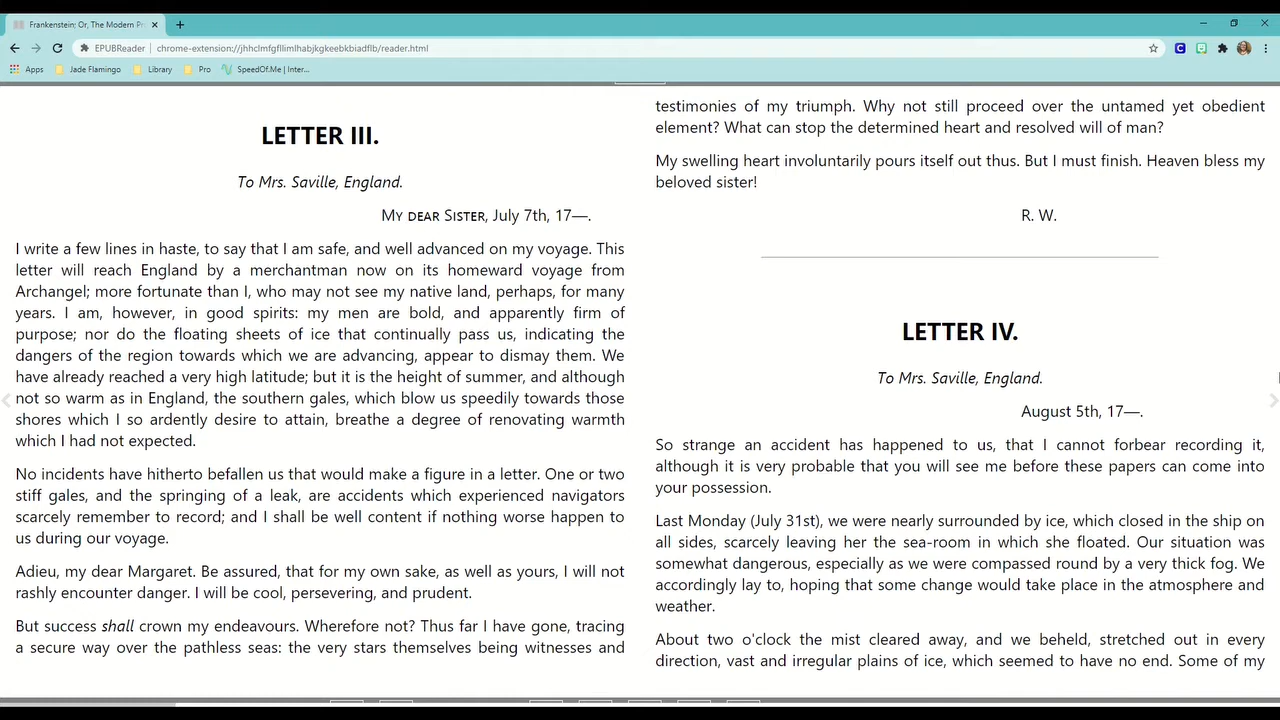 Frankenstein; Or, The Modern Pr
EPUBReader | chrome-extension://jhhclmfgfllimlhabjkgkeebkbiadflb/reader.html
Apps Jade Flamingo Library Pro SpeedOf.Me | Inter...
LETTER III.
To Mrs. Saville, England.
My dear Sister, July 7th, 17—.
I write a few lines in haste, to say that I am safe, and well advanced on my voyage. This
letter will reach England by a merchantman now on its homeward voyage from
Archangel; more fortunate than I, who may not see my native land, perhaps, for many
years. I am, however, in good spirits: my men are bold, and apparently firm of
purpose; nor do the floating sheets of ice that continually pass us, indicating the
dangers of the region towards which we are advancing, appear to dismay them. We
have already reached a very high latitude; but it is the height of summer, and although
not so warm as in England, the southern gales, which blow us speedily towards those
shores which I so ardently desire to attain, breathe a degree of renovating warmth
which I had not expected.
No incidents have hitherto befallen us that would make a figure in a letter. One or two
stiff gales, and the springing of a leak, are accidents which experienced navigators
scarcely remember to record; and I shall be well content if nothing worse happen to
us during our voyage.
Adieu, my dear Margaret. Be assured, that for my own sake, as well as yours, I will not
rashly encounter danger. I will be cool, persevering, and prudent.
But success shall crown my endeavours. Wherefore not? Thus far I have gone, tracing
a secure way over the pathless seas: the very stars themselves being witnesses and
testimonies of my triumph. Why not still proceed over the untamed yet obedient
element? What can stop the determined heart and resolved will of man?
My swelling heart involuntarily pours itself out thus. But I must finish. Heaven bless my
beloved sister!
R. W.
LETTER IV.
To Mrs. Saville, England.
August 5th, 17—.
So strange an accident has happened to us, that I cannot forbear recording it,
although it is very probable that you will see me before these papers can come into
your possession.
Last Monday (July 31st), we were nearly surrounded by ice, which closed in the ship on
all sides, scarcely leaving her the sea-room in which she floated. Our situation was
somewhat dangerous, especially as we were compassed round by a very thick fog. We
accordingly lay to, hoping that some change would take place in the atmosphere and
weather.
About two o'clock the mist cleared away, and we beheld, stretched out in every
direction, vast and irregular plains of ice, which seemed to have no end. Some of my